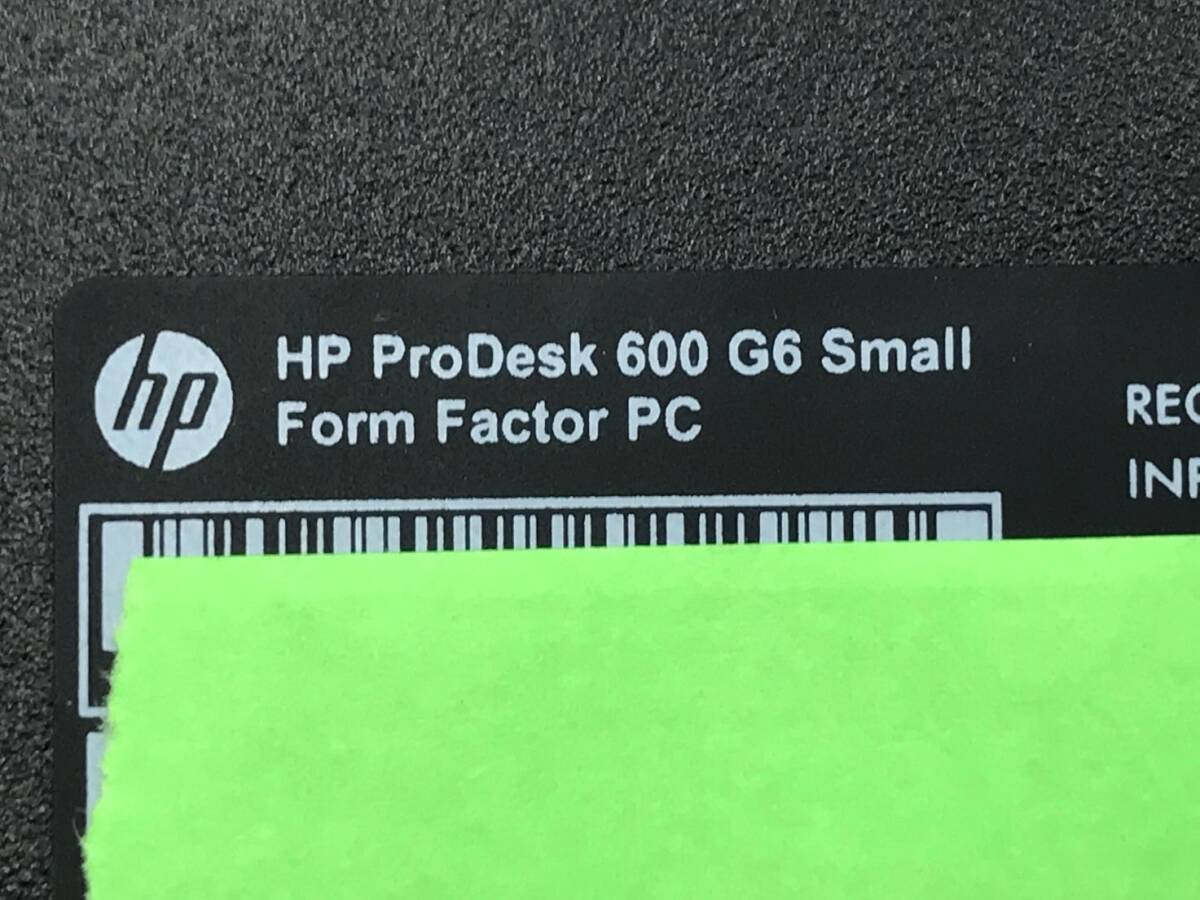 hp
HP ProDesk 600 G6 Small
Form Factor PC